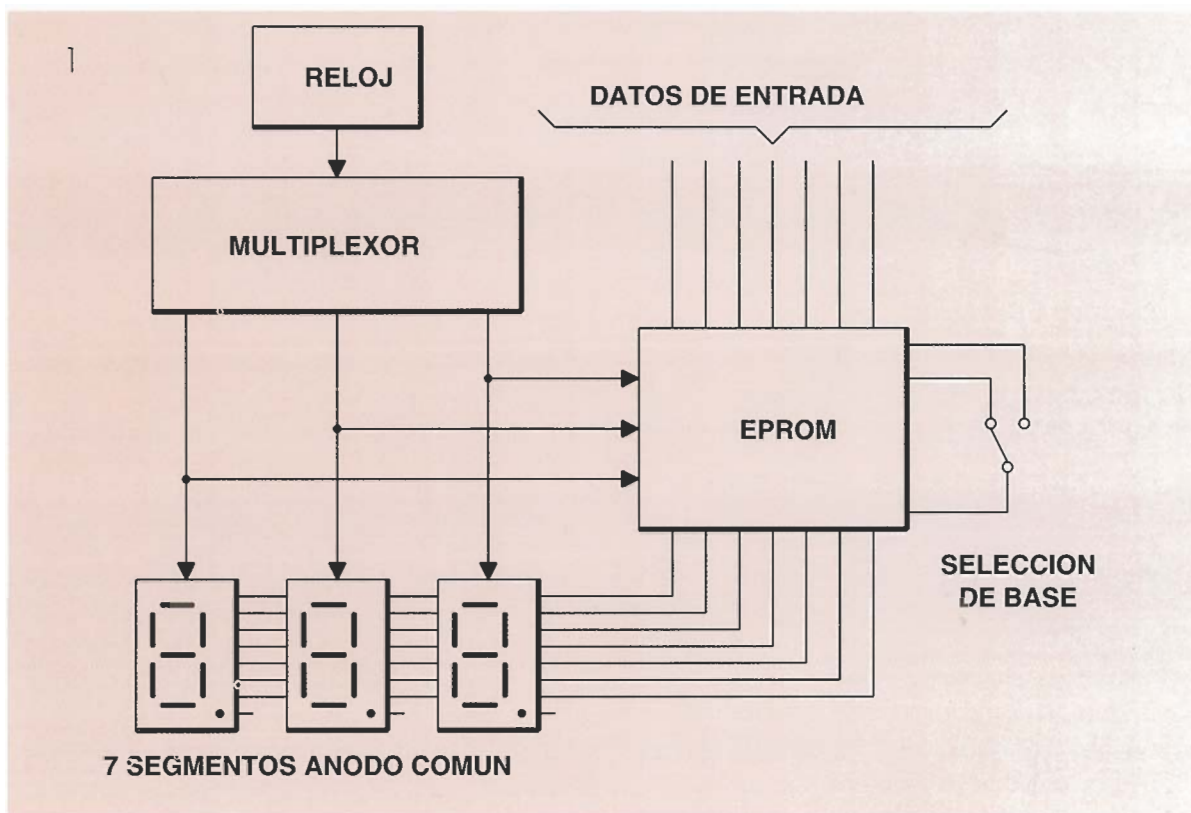 1
RELOJ
DATOS DE ENTRADA
MULTIPLEXOR
EPROM
SELECCION
DE BASE
7 SEGMENTOS ANODO COMUN